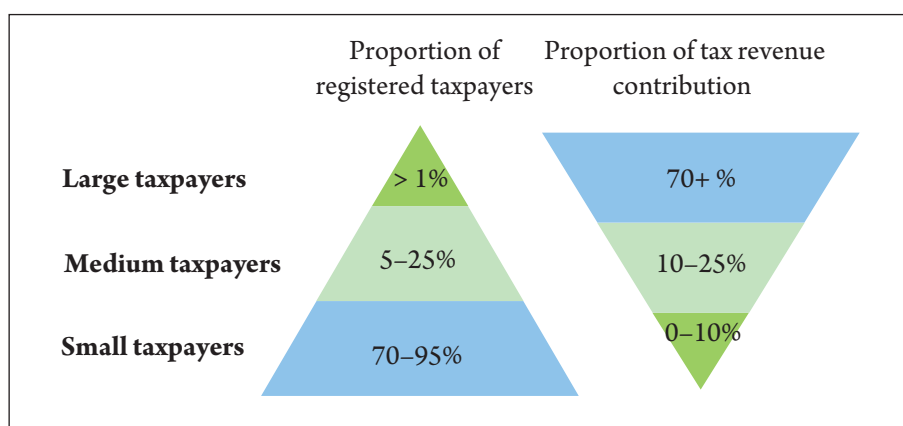 Proportion of
registered taxpayers
Proportion of tax revenue
contribution
Large taxpayers
> 1%
70+ %
Medium taxpayers
5–25%
10–25%
Small taxpayers
70–95%
0–10%